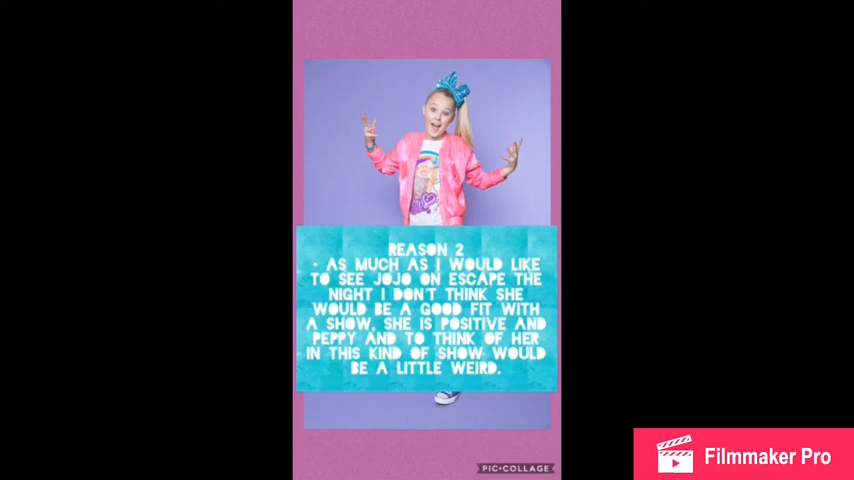 REASON 2
- AS MUCH AS I WOULD LIKE
TO SEE JOJO ON ESCAPE THE
NIGHT I DON'T THINK SHE
WOULD BE A GOOD FIT WITH
A SHOW, SHE IS POSITIVE AND
PEPPY AND TO THINK OF HER
IN THIS KIND OF SHOW WOULD
BE A LITTLE WEIRD.
PIC•COLLAGE
Filmmaker Pro